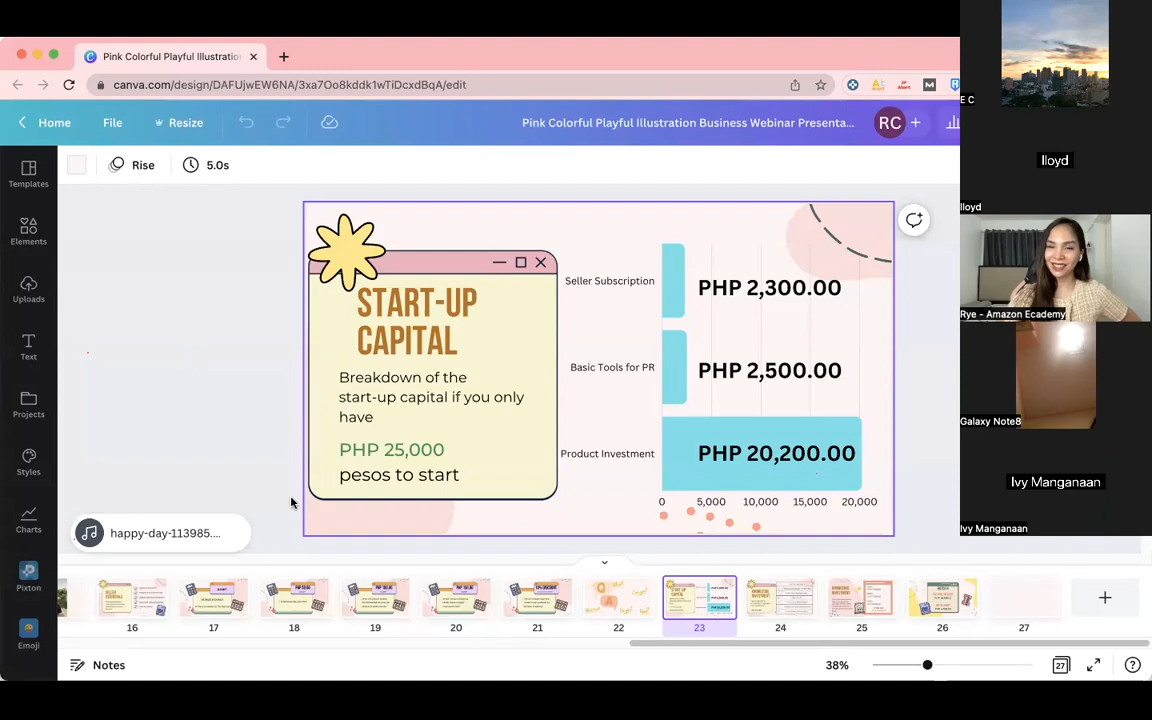 Pink Colorful Playful Illustratio
canva.com/design/DAFUjwEW6NA/3xa7Oo8kddk1wTiDcxdBqA/edit
Home File Resize Pink Colorful Playful Illustration Business Webinar Presenta... RC +
Rise 5.0s
Templates
Elements
Uploads
Text
Projects
Styles
Charts
Pixton
Emoji
START-UP
CAPITAL
Breakdown of the
start-up capital if you only
have
PHP 25,000
pesos to start
Seller Subscription PHP 2,300.00
Basic Tools for PR PHP 2,500.00
Product Investment PHP 20,200.00
0 5,000 10,000 15,000 20,000
happy-day-113985....
16 17 18 19 20 21 22 23 24 25 26 27
Notes 38% 27
E C
lloyd
lloyd
Rye - Amazon Ecademy
Galaxy Note8
Ivy Manganaan
Ivy Manganaan